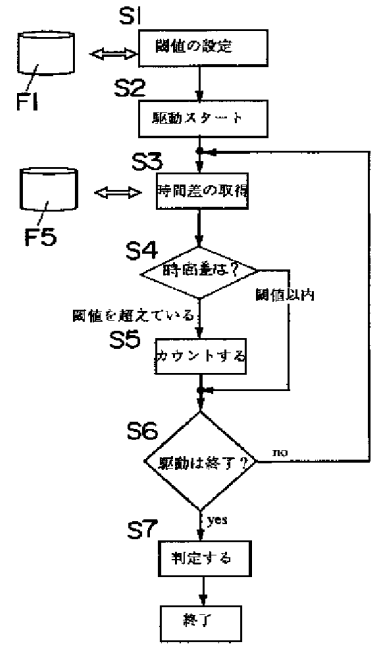 S1
閾値の設定
F1
S2
駆動スタート
S3
時間差の取得
F5
S4
時間差は?
閾値以内
閾値を超えている
S5
カウントする
S6
駆動は終了?
no
yes
S7
判定する
終了